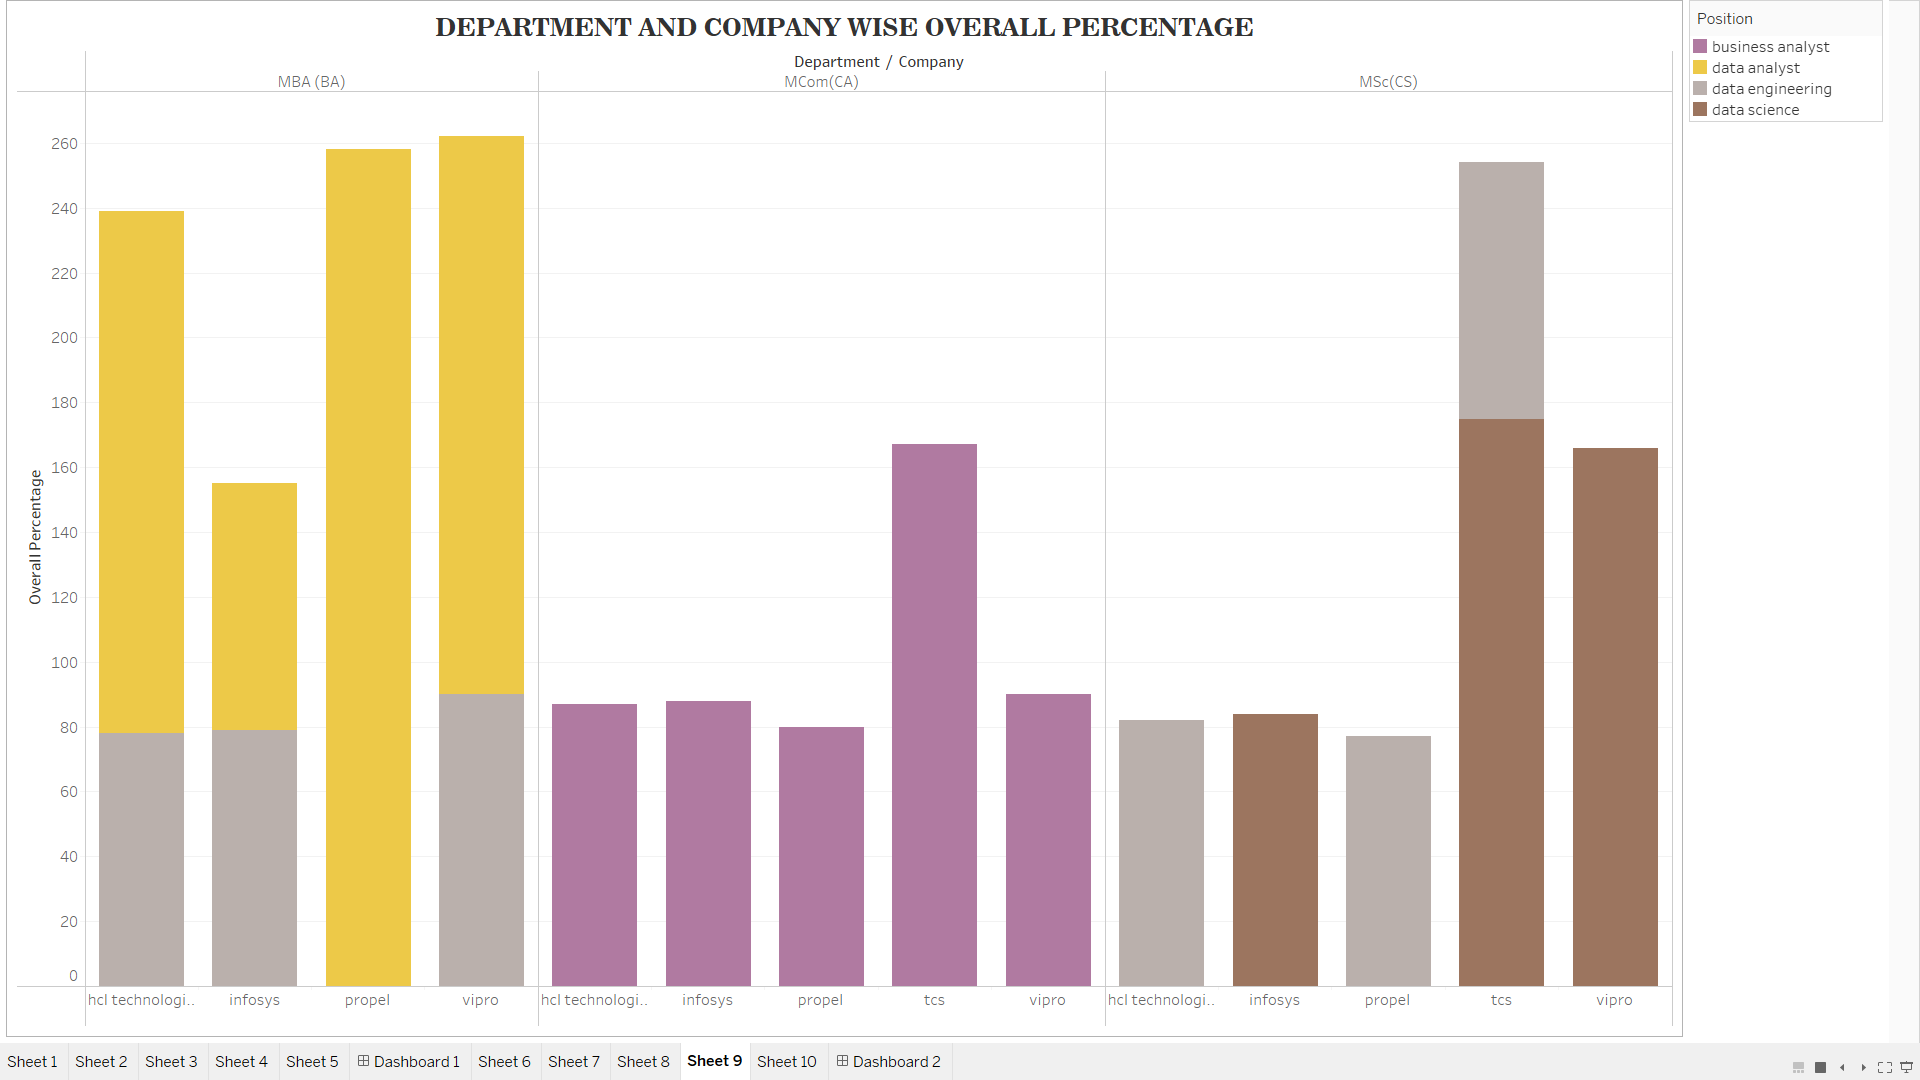 DEPARTMENT AND COMPANY WISE OVERALL PERCENTAGE
Department / Company
MBA (BA) MCom(CA) MSc(CS)
Position
business analyst
data analyst
data engineering
data science
Overall Percentage
260
240
220
200
180
160
140
120
100
80
60
40
20
0
hcl technologi.. infosys propel vipro hcl technologi.. infosys propel tcs vipro hcl technologi.. infosys propel tcs vipro
Sheet 1 Sheet 2 Sheet 3 Sheet 4 Sheet 5 Dashboard 1 Sheet 6 Sheet 7 Sheet 8 Sheet 9 Sheet 10 Dashboard 2